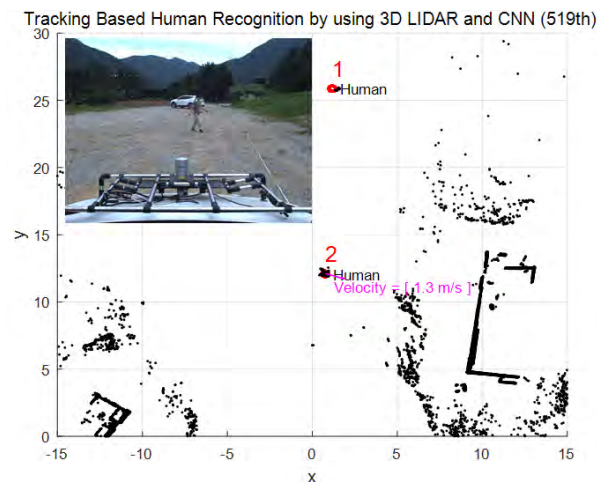 Tracking Based Human Recognition by using 3D LIDAR and CNN (519th)
30
25
20
15
10
5
0
y
1
Human
2
Human
Velocity = [ 1.3 m/s ]
-15
-10
-5
0
5
10
15
x